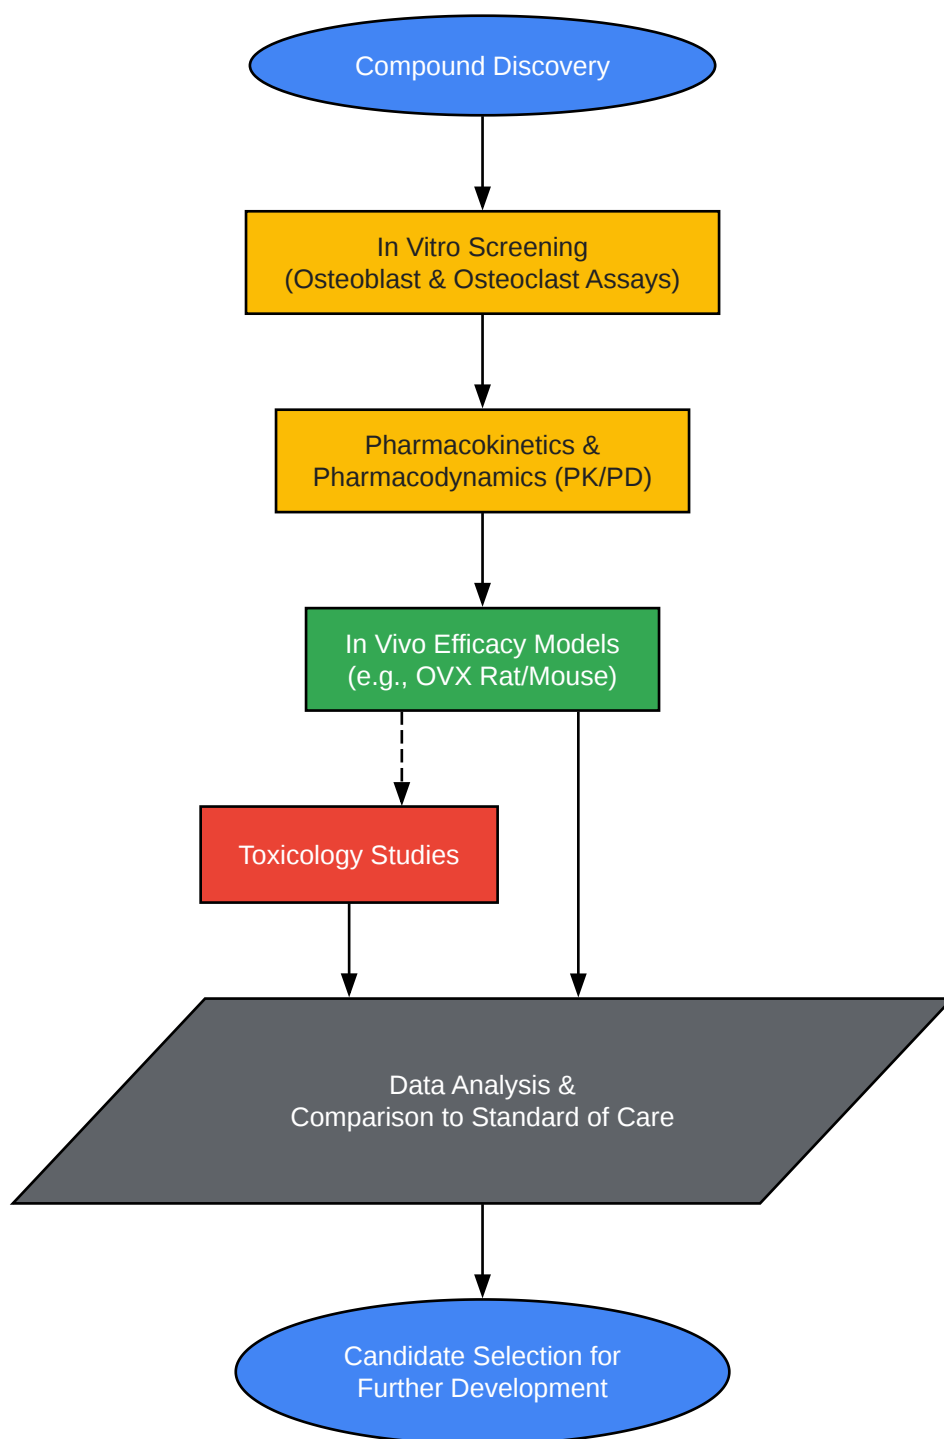 Compound Discovery
In Vitro Screening
(Osteoblast & Osteoclast Assays)
Pharmacokinetics &
Pharmacodynamics (PK/PD)
In Vivo Efficacy Models
(e.g., OVX Rat/Mouse)
Toxicology Studies
Data Analysis &
Comparison to Standard of Care
Candidate Selection for
Further Development